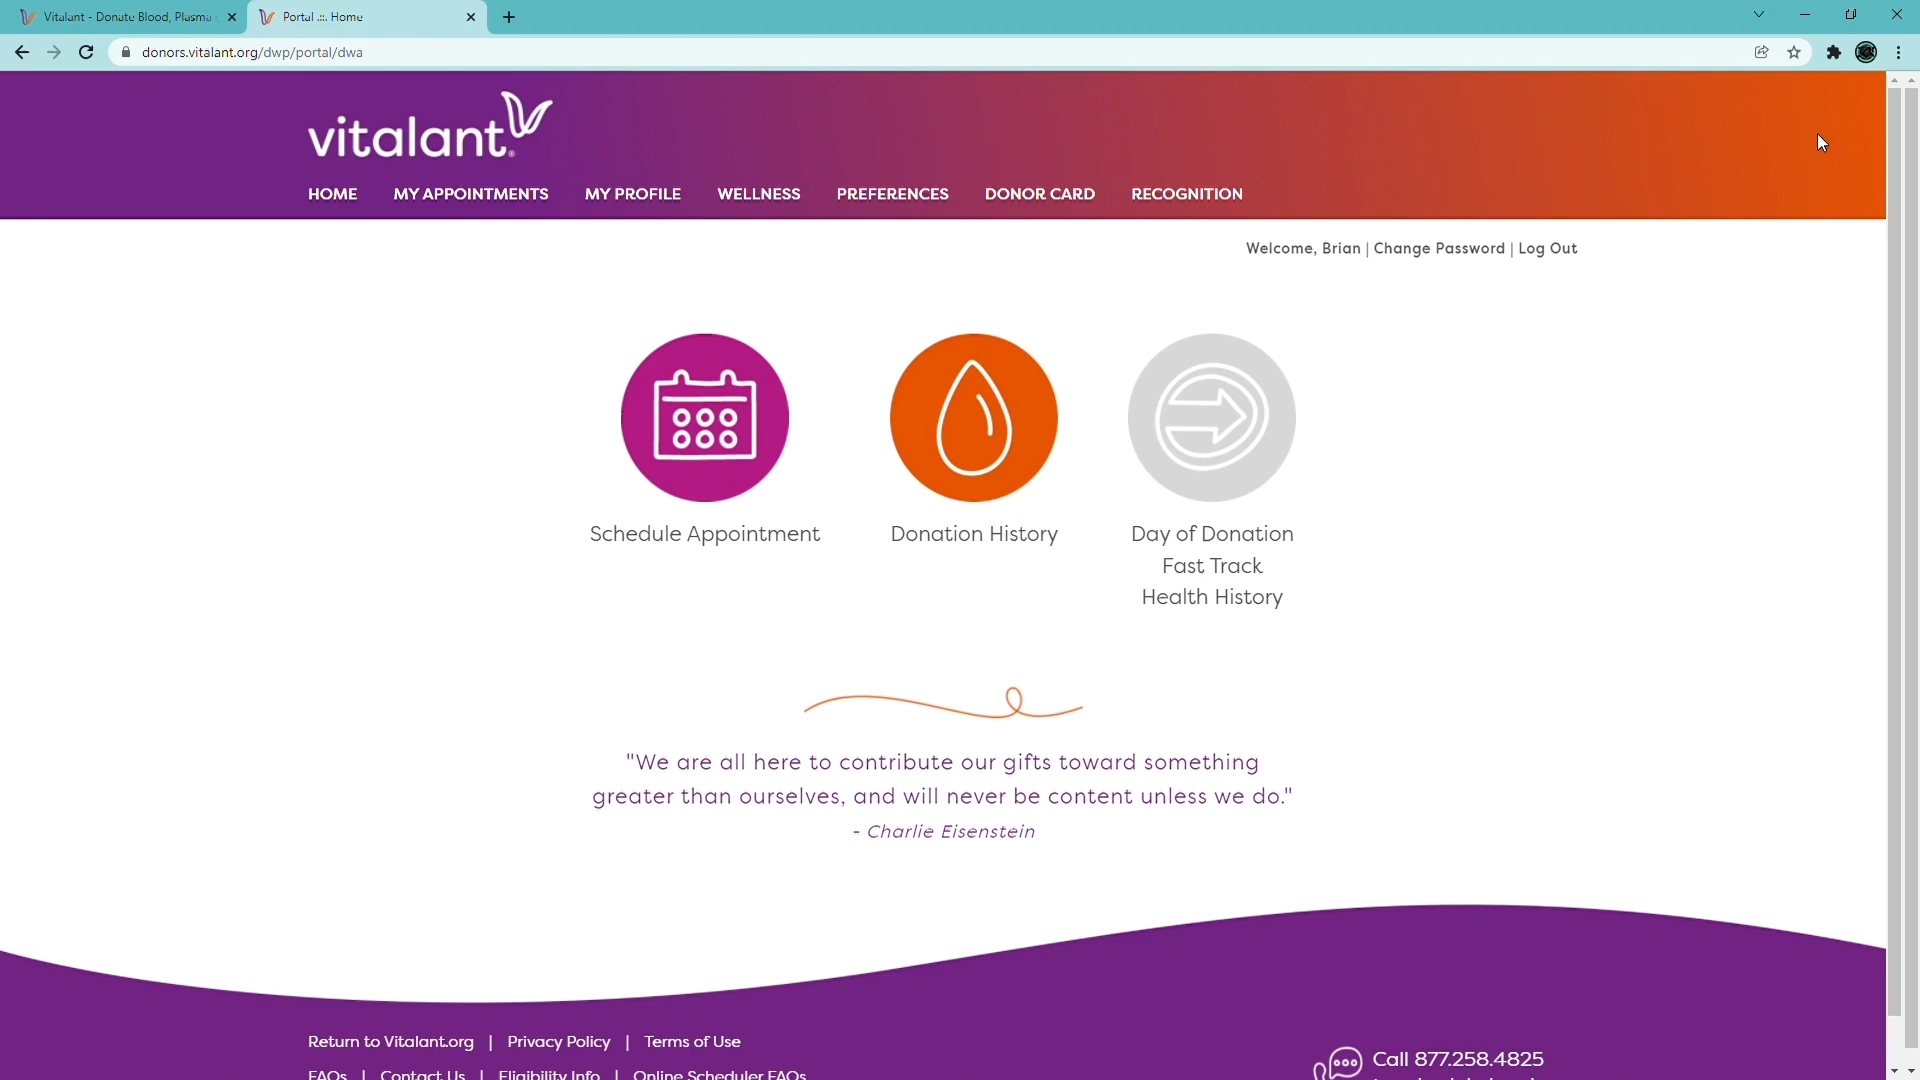 Vitalant - Donate Blood, Plasma
Portal .::. Home
donors.vitalant.org/dwp/portal/dwa
vitalant
HOME MY APPOINTMENTS MY PROFILE WELLNESS PREFERENCES DONOR CARD RECOGNITION
Welcome, Brian | Change Password | Log Out
Schedule Appointment
Donation History
Day of Donation
Fast Track
Health History
"We are all here to contribute our gifts toward something
greater than ourselves, and will never be content unless we do."
- Charlie Eisenstein
Return to Vitalant.org | Privacy Policy | Terms of Use
FAQs | Contact Us | Eligibility Info | Online Scheduler FAQs
Call 877.258.4825